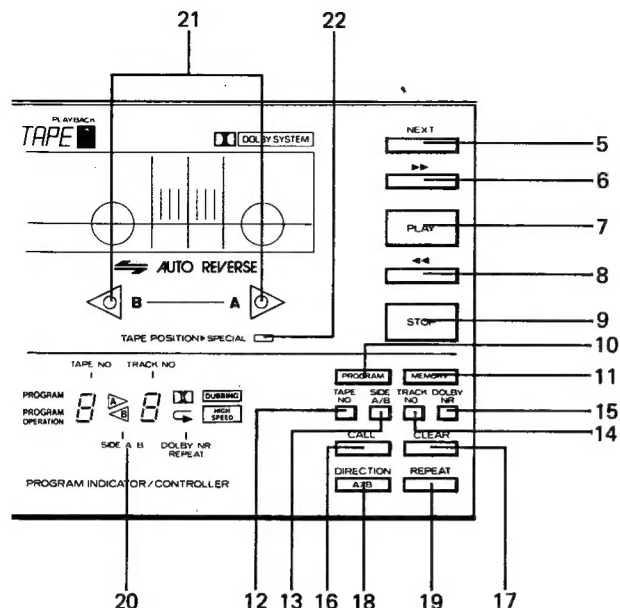 21 22
PLAYBACK
TAPE
DOLBY SYSTEM
NEXT
5
▶▶
6
PLAY
7
AUTO REVERSE
◀◀
8
B A
STOP
9
TAPE POSITION ▶ SPECIAL
10
TAPE NO TRACK NO
PROGRAM MEMORY
11
PROGRAM
8 A 8
DUBBING
TAPE NO SIDE A/B TRACK NO DOLBY NR
15
PROGRAM OPERATION
B
HIGH SPEED
14
SIDE A B DOLBY NR REPEAT
CALL CLEAR
DIRECTION REPEAT
PROGRAM INDICATOR/CONTROLLER
A/B
20 12 13 16 18 19 17